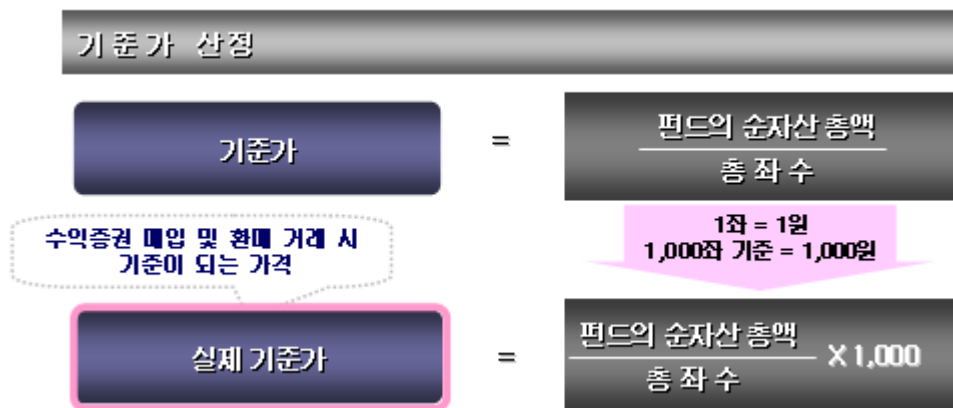 기 준 가 산정
기준가
=
펀드의 순자산 총액
총 좌 수
수익증권 매입 및 환매 거래 시
기준이 되는 가격
1좌 = 1원
1,000좌 기준 = 1,000원
실제 기준가
=
펀드의 순자산 총액
총 좌 수
X 1,000